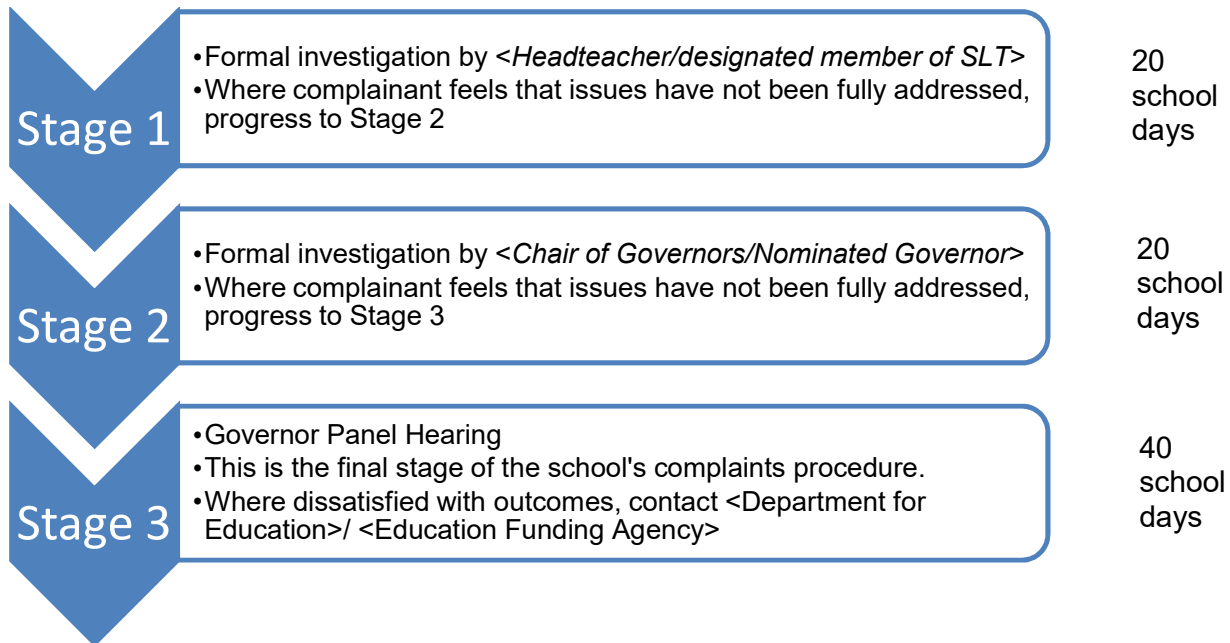 Stage 1
•Formal investigation by <Headteacher/designated member of SLT>
•Where complainant feels that issues have not been fully addressed,
progress to Stage 2
20
school
days
Stage 2
•Formal investigation by <Chair of Governors/Nominated Governor>
•Where complainant feels that issues have not been fully addressed,
progress to Stage 3
20
school
days
Stage 3
•Governor Panel Hearing
•This is the final stage of the school's complaints procedure.
•Where dissatisfied with outcomes, contact <Department for
Education>/ <Education Funding Agency>
40
school
days